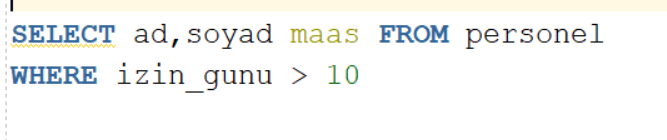 SELECT ad,soyad maas FROM personel
WHERE izin_gunu > 10